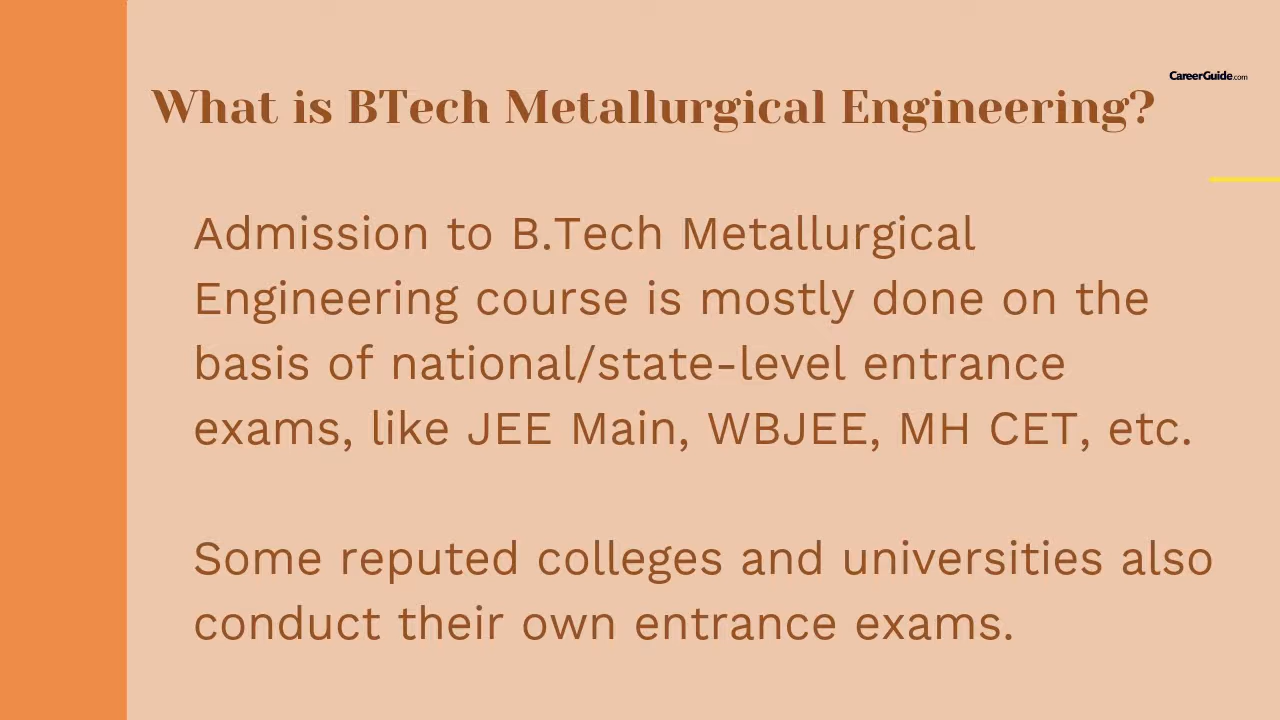 CareerGuide.com
What is BTech Metallurgical Engineering?
Admission to B.Tech Metallurgical
Engineering course is mostly done on the
basis of national/state-level entrance
exams, like JEE Main, WBJEE, MH CET, etc.
Some reputed colleges and universities also
conduct their own entrance exams.